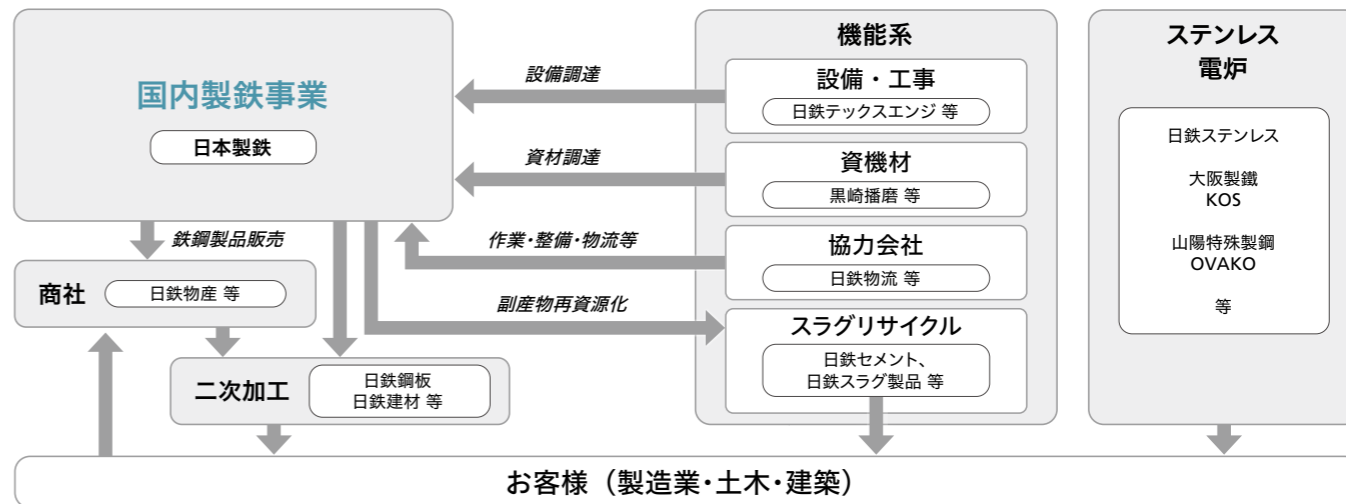 国内製鉄事業
日本製鉄
鉄鋼製品販売
商社
日鉄物産 等
二次加工
日鉄鋼板
日鉄建材 等
設備調達
資材調達
作業・整備・物流等
副産物再資源化
機能系
設備・工事
日鉄テックスエンジ 等
資機材
黒崎播磨 等
協力会社
日鉄物流 等
スラグリサイクル
日鉄セメント、
日鉄スラグ製品 等
ステンレス
電炉
日鉄ステンレス
大阪製鐵
KOS
山陽特殊製鋼
OVAKO
等
お客様（製造業・土木・建築）